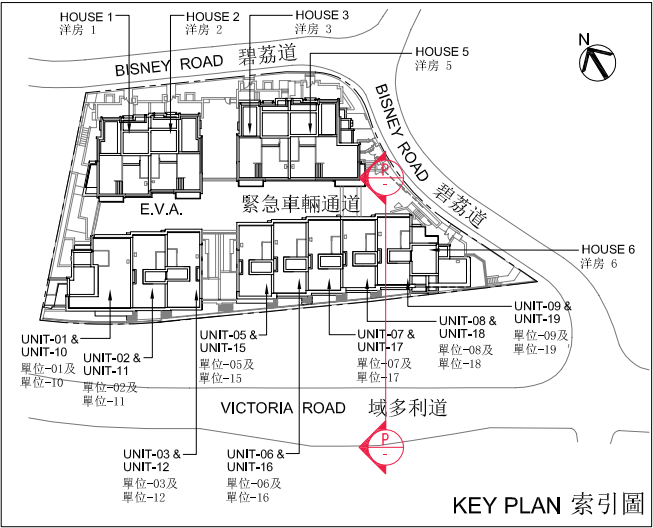 HOUSE 1
洋房 1
HOUSE 2
洋房 2
HOUSE 3
洋房 3
HOUSE 5
洋房 5
N
BISNEY ROAD 碧荔道
BISNEY ROAD 碧荔道
R
-
E.V.A. 緊急車輛通道
HOUSE 6
洋房 6
UNIT-01 &
UNIT-10
單位-01及
單位-10
UNIT-02 &
UNIT-11
單位-02及
單位-11
UNIT-05 &
UNIT-15
單位-05及
單位-15
UNIT-07 &
UNIT-17
單位-07及
單位-17
UNIT-08 &
UNIT-18
單位-08及
單位-18
UNIT-09 &
UNIT-19
單位-09及
單位-19
VICTORIA ROAD 域多利道
P
-
UNIT-03 &
UNIT-12
單位-03及
單位-12
UNIT-06 &
UNIT-16
單位-06及
單位-16
KEY PLAN 索引圖